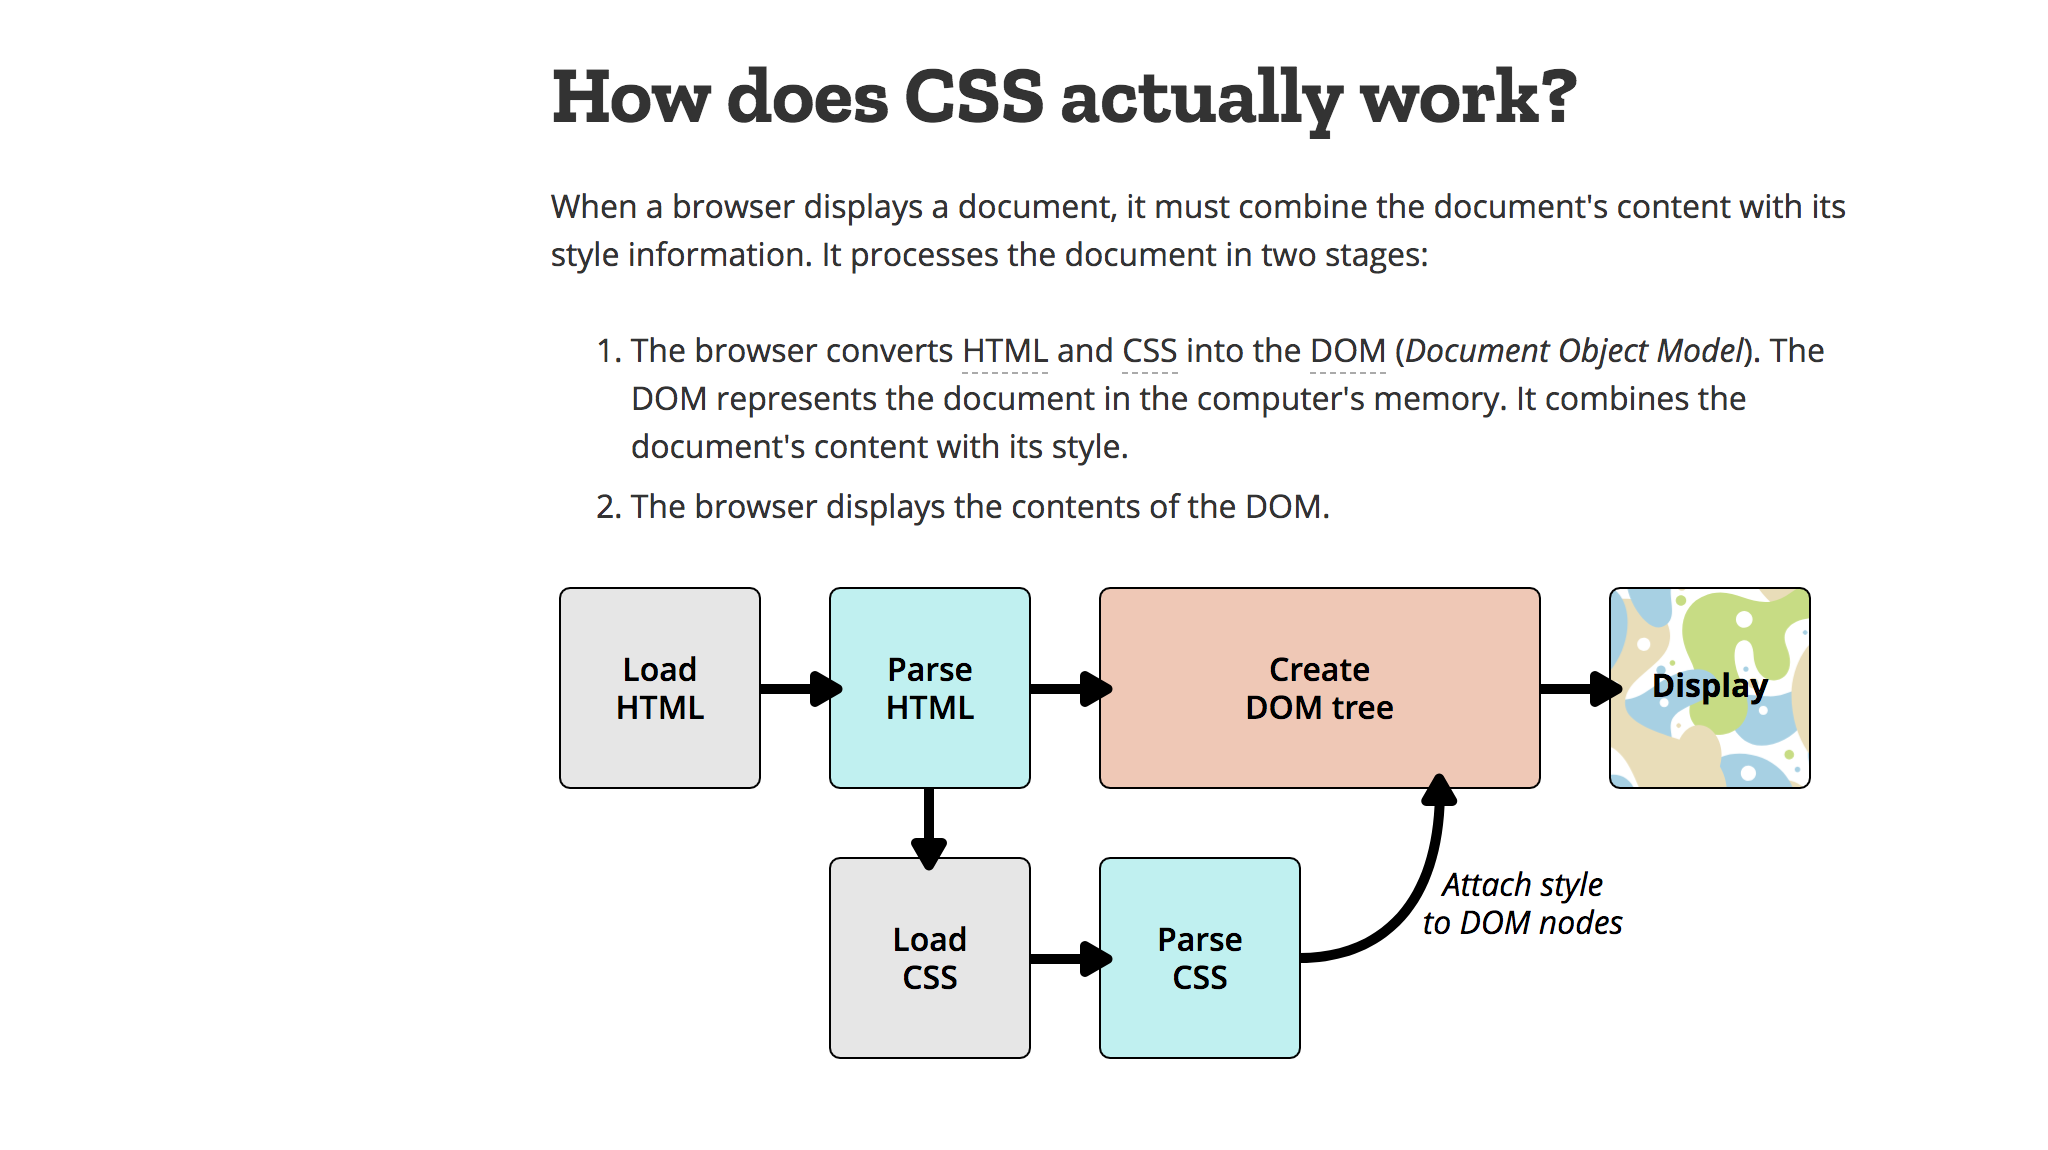 How does CSS actually work?
When a browser displays a document, it must combine the document's content with its
style information. It processes the document in two stages:
1. The browser converts HTML and CSS into the DOM (Document Object Model). The
DOM represents the document in the computer's memory. It combines the
document's content with its style.
2. The browser displays the contents of the DOM.
Load
HTML
Parse
HTML
Create
DOM tree
Display
Load
CSS
Parse
CSS
Attach style
to DOM nodes